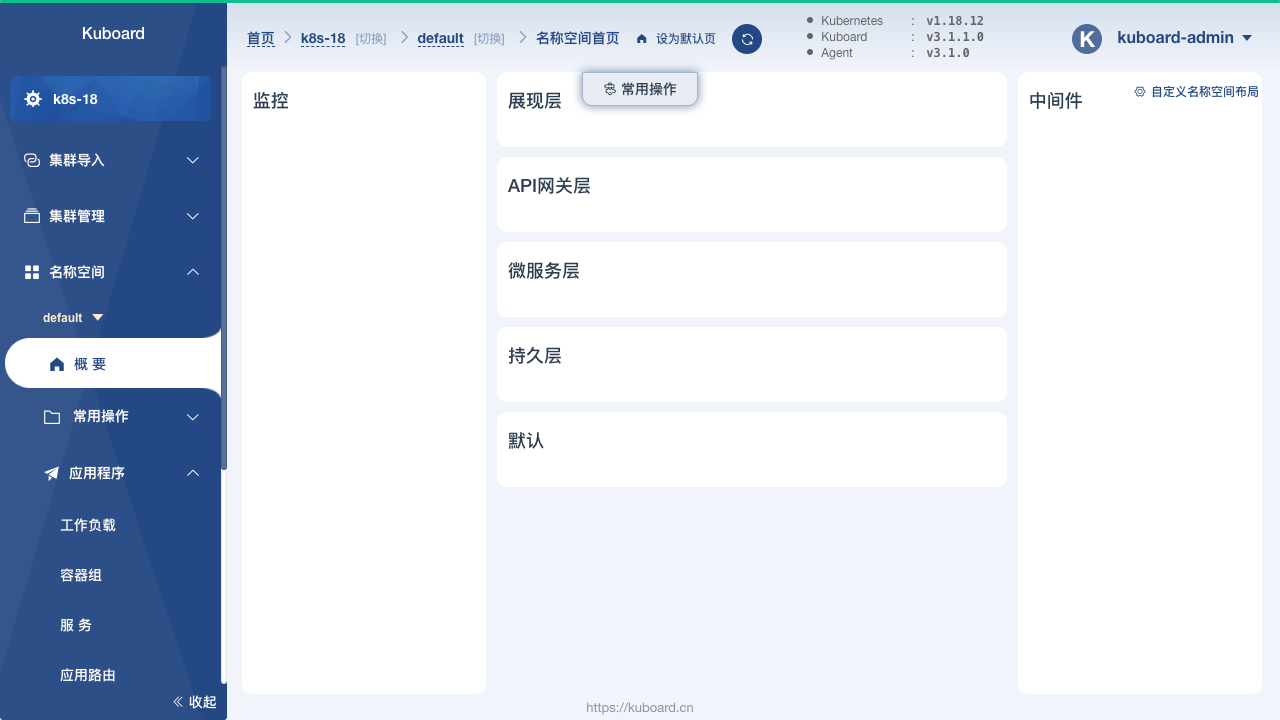 Kuboard
k8s-18
集群导入
集群管理
名称空间
default
概 要
常用操作
应用程序
工作负载
容器组
服 务
应用路由
收起
首页 k8s-18 [切换] default [切换] 名称空间首页 设为默认页
Kubernetes : v1.18.12
Kuboard : v3.1.1.0
Agent : v3.1.0
K kuboard-admin
常用操作
自定义名称空间布局
监控
展现层
API网关层
微服务层
持久层
默认
中间件
https://kuboard.cn